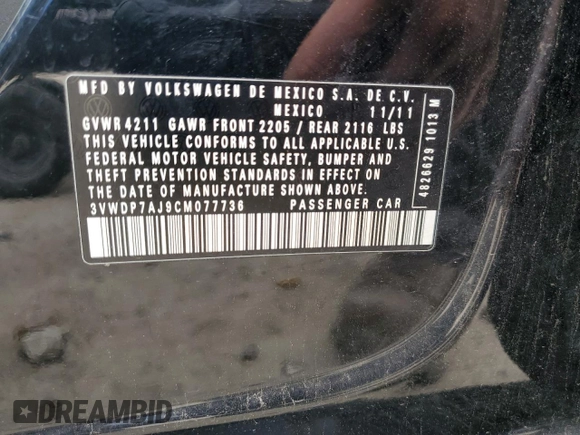 MFD BY VOLKSWAGEN DE MEXICO S.A. DE C.V.
MEXICO 11/11
GVWR 4211 GAWR FRONT 2205 / REAR 2116 LBS
THIS VEHICLE CONFORMS TO ALL APPLICABLE U.S.
FEDERAL MOTOR VEHICLE SAFETY, BUMPER AND
THEFT PREVENTION STANDARDS IN EFFECT ON
THE DATE OF MANUFACTURE SHOWN ABOVE.
3VWDP7AJ9CM077736 PASSENGER CAR
4826629 1013 M
DREAMBID